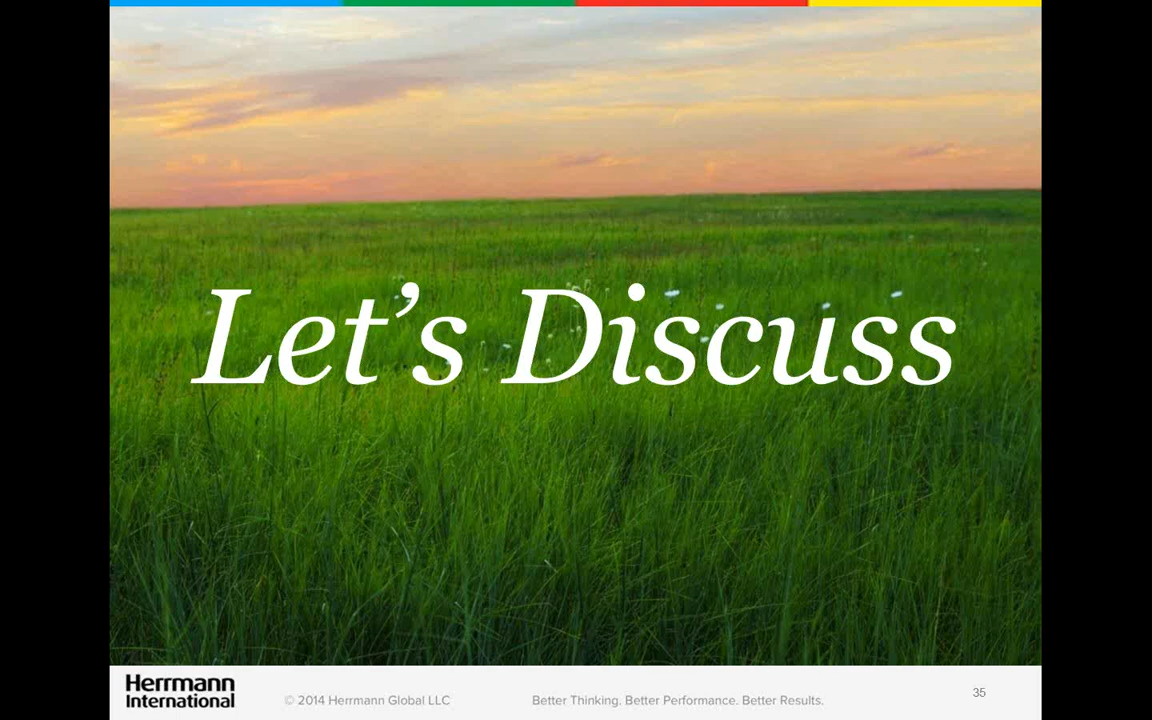 Let’s Discuss
Herrmann
International
© 2014 Herrmann Global LLC
Better Thinking. Better Performance. Better Results.
35